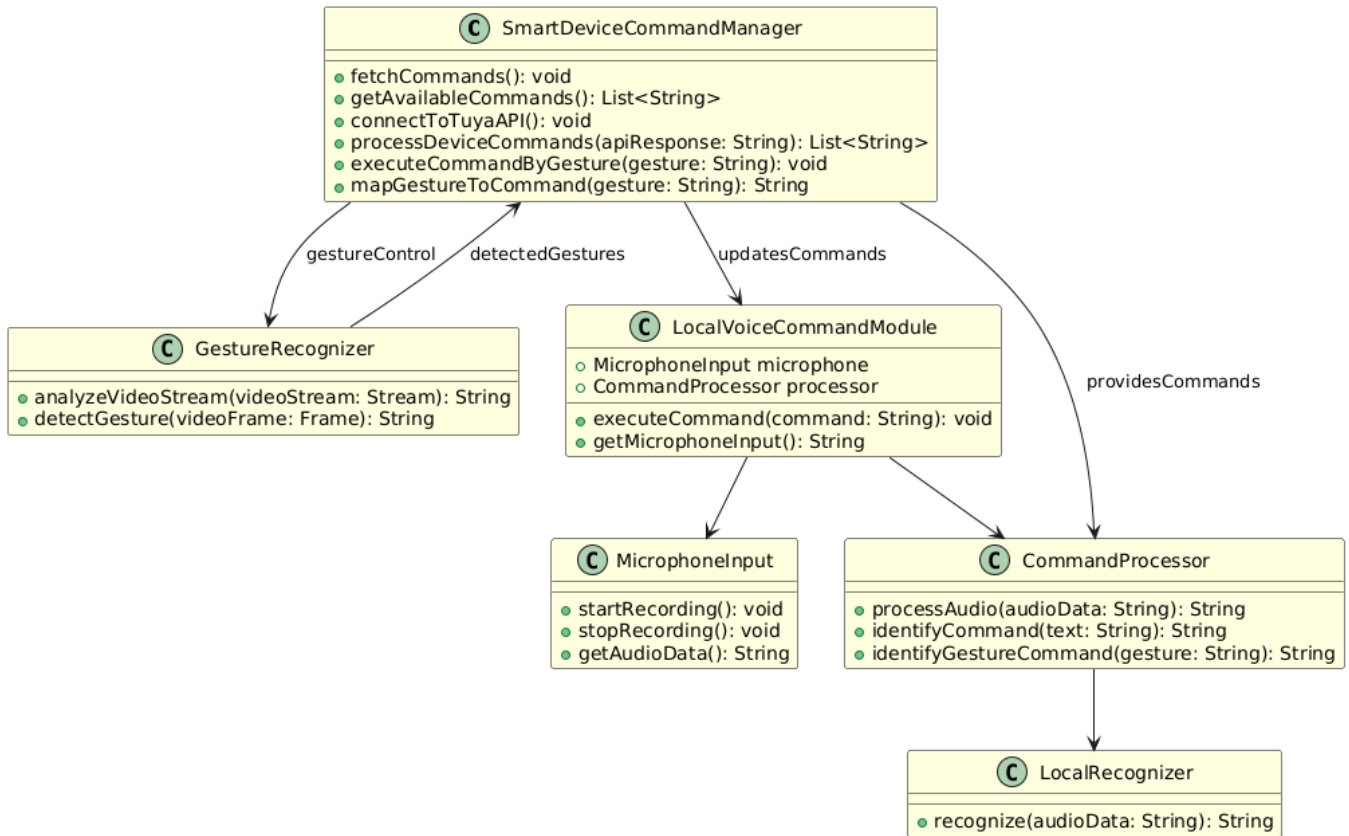 C SmartDeviceCommandManager
fetchCommands(): void
getAvailableCommands(): List<String>
connectToTuyaAPI(): void
processDeviceCommands(apiResponse: String): List<String>
executeCommandByGesture(gesture: String): void
mapGestureToCommand(gesture: String): String
gestureControl
detectedGestures
updatesCommands
C GestureRecognizer
analyzeVideoStream(videoStream: Stream): String
detectGesture(videoFrame: Frame): String
C LocalVoiceCommandModule
MicrophoneInput microphone
CommandProcessor processor
executeCommand(command: String): void
getMicrophoneInput(): String
providesCommands
C MicrophoneInput
startRecording(): void
stopRecording(): void
getAudioData(): String
C CommandProcessor
processAudio(audioData: String): String
identifyCommand(text: String): String
identifyGestureCommand(gesture: String): String
C LocalRecognizer
recognize(audioData: String): String